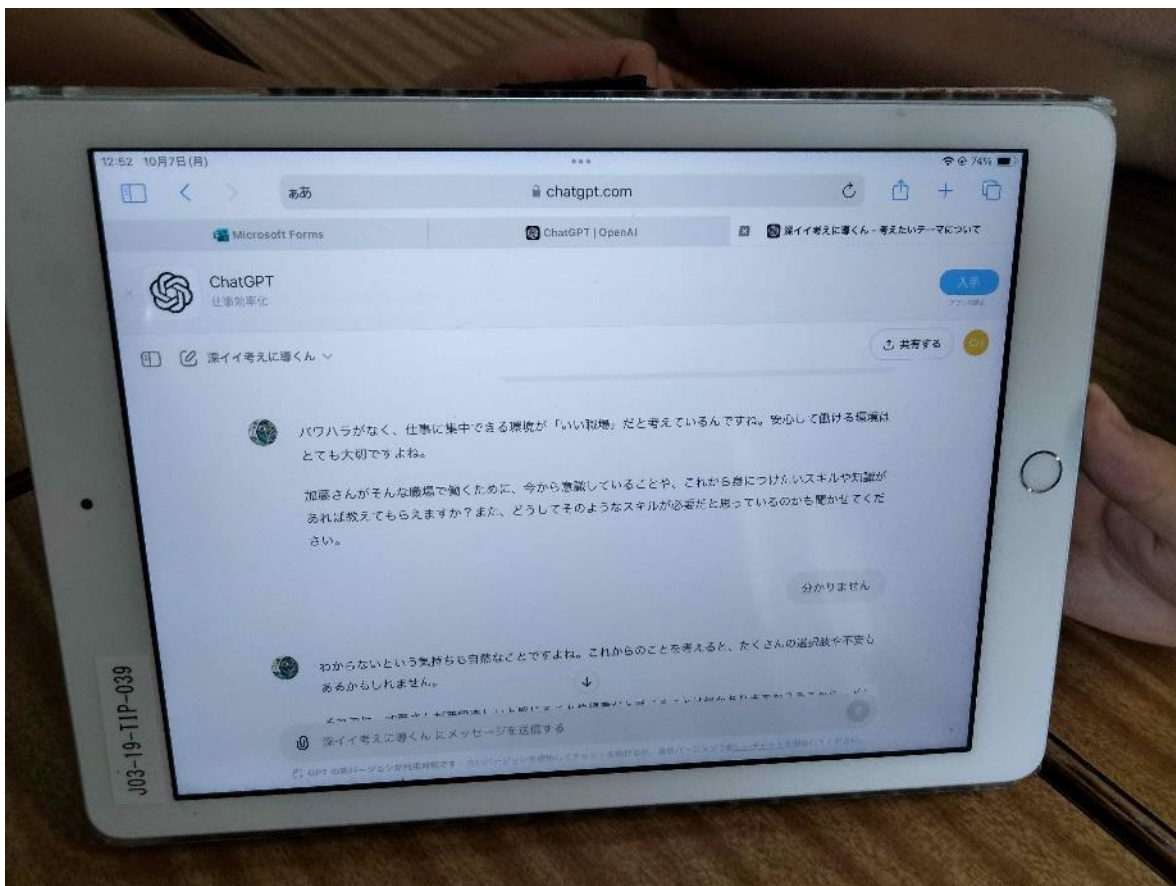 12:52 10月7日(月)
74%
ああ
chatgpt.com
Microsoft Forms
ChatGPT | OpenAI
深イイ考えに導くん - 考えたいテーマについて
ChatGPT
仕事効率化
入手
深イイ考えに導くん
共有する
パワハラがなく、仕事に集中できる環境が「いい職場」だと考えているんですね。安心して働ける環境は
とても大切ですよね。
加藤さんがそんな職場で働くために、今から意識していることや、これから身につけたいスキルや知識が
あれば教えてもらえますか？また、どうしてそのようなスキルが必要だと思っているのかも聞かせてくだ
さい。
分かりません
わからないという気持ちも自然なことですよね。これからのことを考えると、たくさんの選択肢や不安も
あるかもしれません。
深イイ考えに導くん にメッセージを送信する
GPT の新バージョンが利用可能です
J03-19-TIP-039